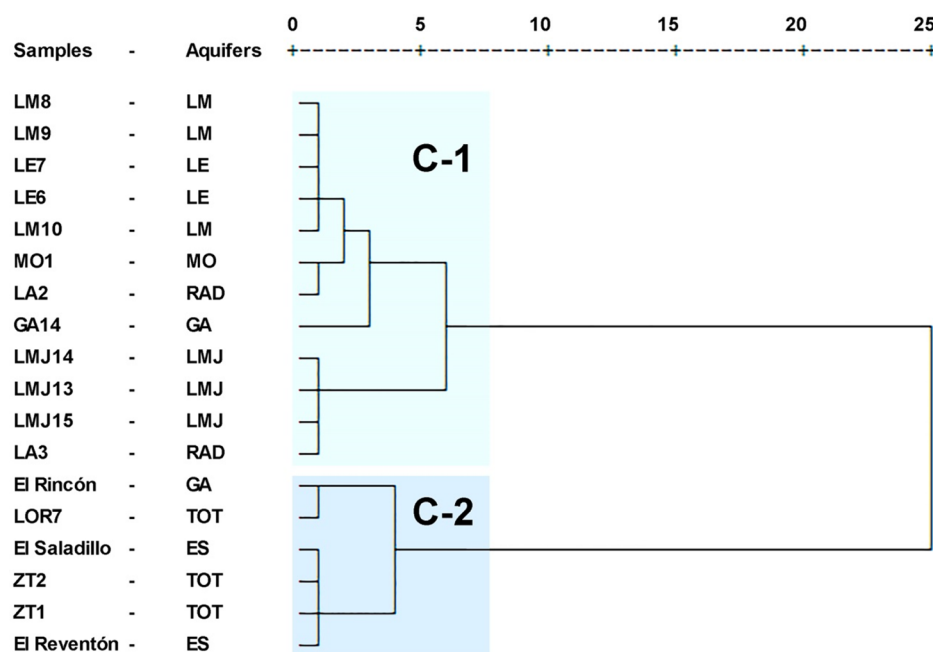 0 5 10 15 20 25
Samples - Aquifers
LM8 - LM
LM9 - LM
C-1
LE7 - LE
LE6 - LE
LM10 - LM
MO1 - MO
LA2 - RAD
GA14 - GA
LMJ14 - LMJ
LMJ13 - LMJ
LMJ15 - LMJ
LA3 - RAD
El Rincón - GA
C-2
LOR7 - TOT
El Saladillo - ES
ZT2 - TOT
ZT1 - TOT
El Reventón - ES